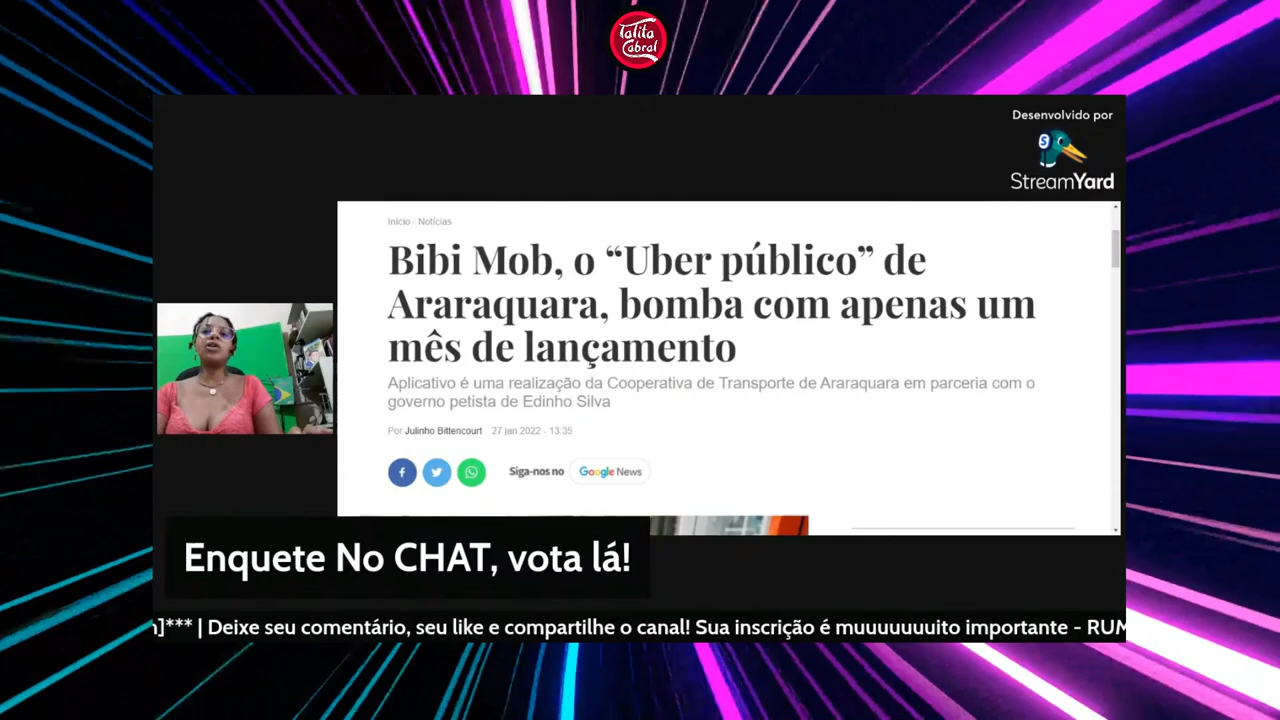 Talita
Cabral
Desenvolvido por
StreamYard
Início
Notícias
Bibi Mob, o “Uber público” de
Araraquara, bomba com apenas um
mês de lançamento
Aplicativo é uma realização da Cooperativa de Transporte de Araraquara em parceria com o
governo petista de Edinho Silva
Por Julinho Bittencourt 27 jan 2022 - 13:35
Siga-nos no Google News
Enquete No CHAT, vota lá!
]*** | Deixe seu comentário, seu like e compartilhe o canal! Sua inscrição é muuuuuuuito importante - RUM